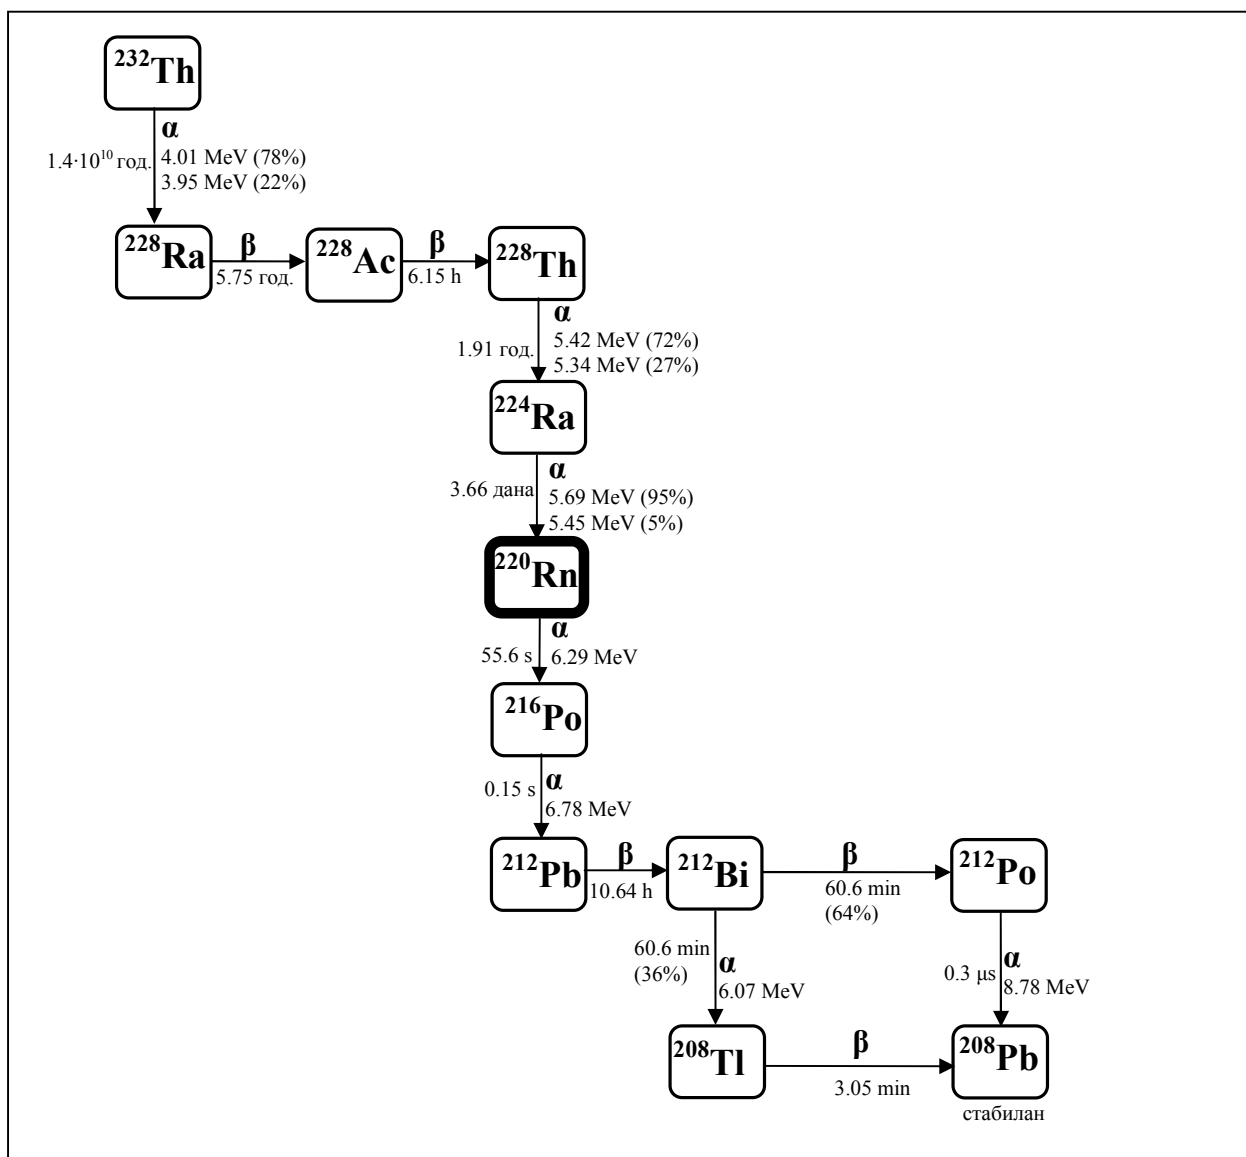 ²³²Th
α
1.4·10¹⁰ год.
4.01 MeV (78%)
3.95 MeV (22%)
²²⁸Ra
β
5.75 год.
²²⁸Ac
β
6.15 h
²²⁸Th
α
1.91 год.
5.42 MeV (72%)
5.34 MeV (27%)
²²⁴Ra
α
3.66 дана
5.69 MeV (95%)
5.45 MeV (5%)
²²⁰Rn
α
55.6 s
6.29 MeV
²¹⁶Po
α
0.15 s
6.78 MeV
²¹²Pb
β
10.64 h
²¹²Bi
β
60.6 min
(64%)
²¹²Po
60.6 min
(36%)
α
6.07 MeV
0.3 μs
α
8.78 MeV
²⁰⁸Tl
β
3.05 min
²⁰⁸Pb
стабилан